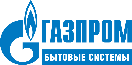 ГАЗПРОМ
БЫТОВЫЕ СИСТЕМЫ